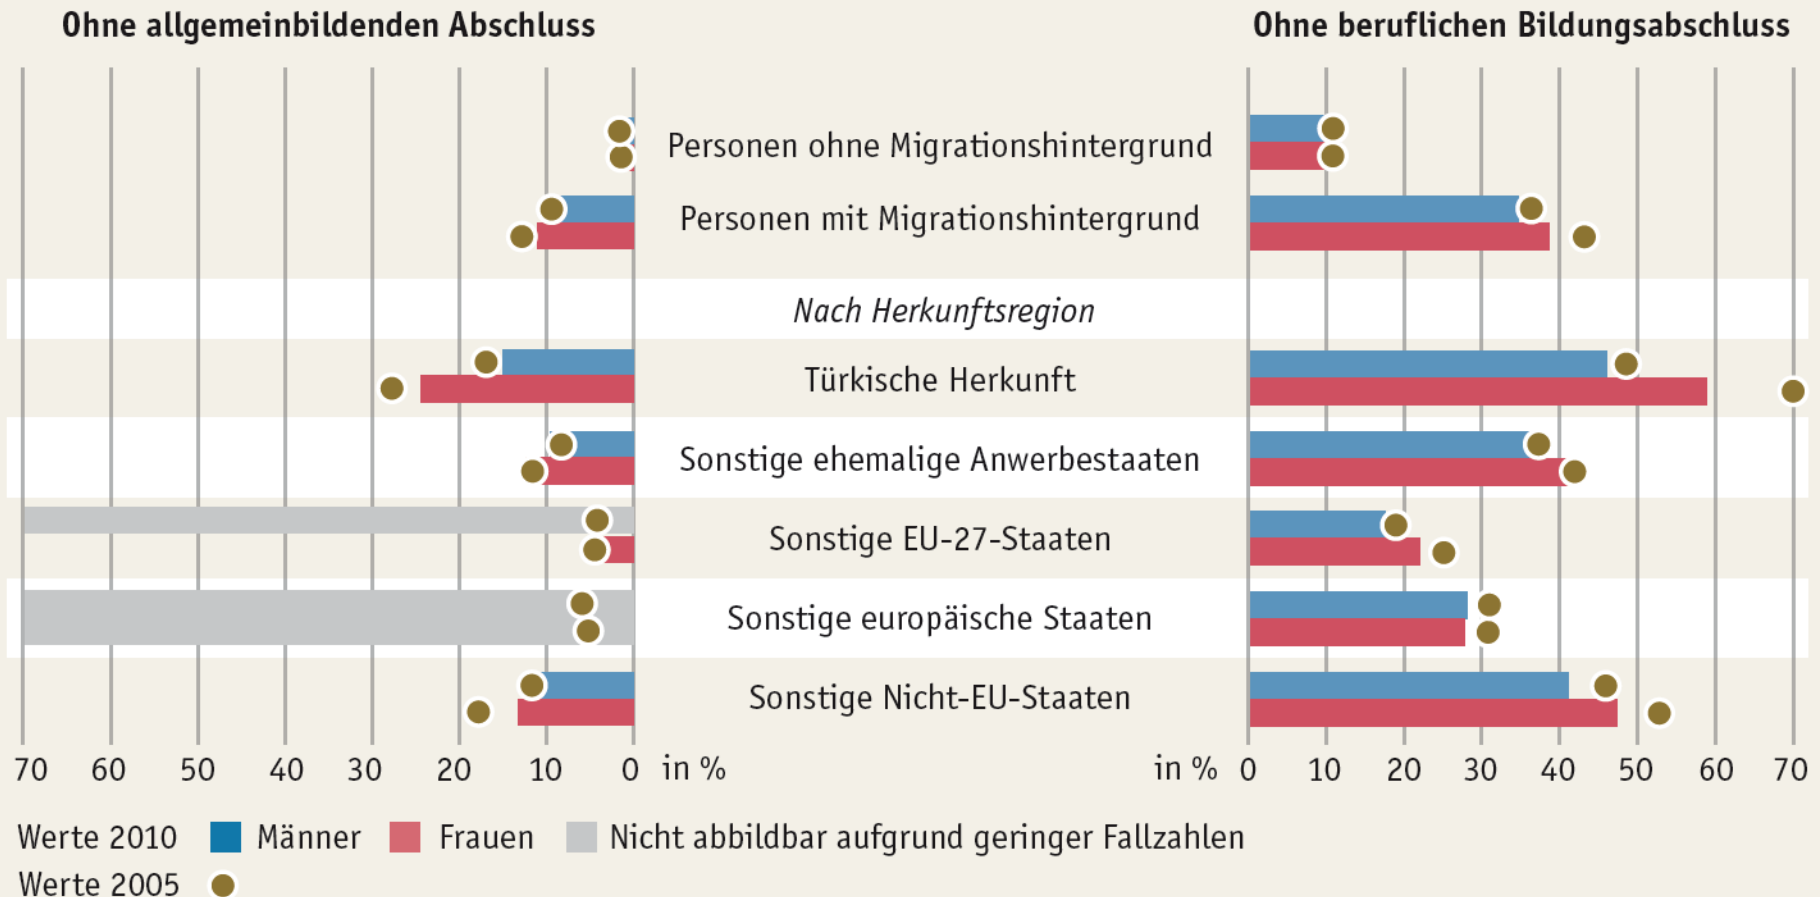 Ohne allgemeinbildenden Abschluss
Ohne beruflichen Bildungsabschluss
Personen ohne Migrationshintergrund
Personen mit Migrationshintergrund
Nach Herkunftsregion
Türkische Herkunft
Sonstige ehemalige Anwerbestaaten
Sonstige EU-27-Staaten
Sonstige europäische Staaten
Sonstige Nicht-EU-Staaten
70 60 50 40 30 20 10 0 in %
in % 0 10 20 30 40 50 60 70
Werte 2010 Männer Frauen Nicht abbildbar aufgrund geringer Fallzahlen
Werte 2005